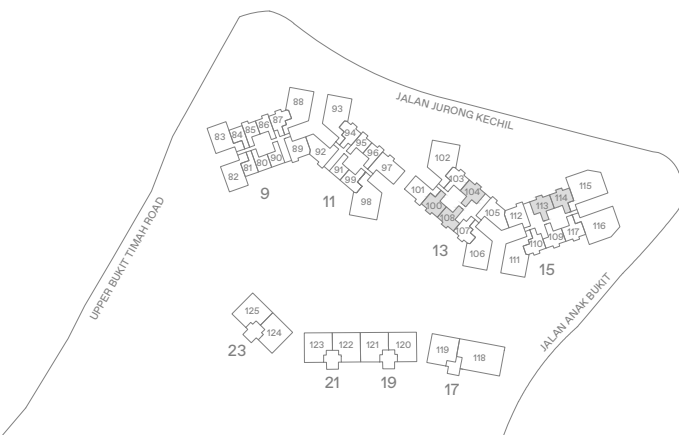 JALAN JURONG KECHIL
UPPER BUKIT TIMAH ROAD
JALAN ANAK BUKIT
83 84 85 86 87 88
82 81 80 90 89
9
93 94 95 96 97
92 91 99 98
11
102 103 104 105
101 100 108 107 106
13
112 113 114 115
111 110 109 117 116
15
125
124
23
123 122 121 120
21 19
119 118
17